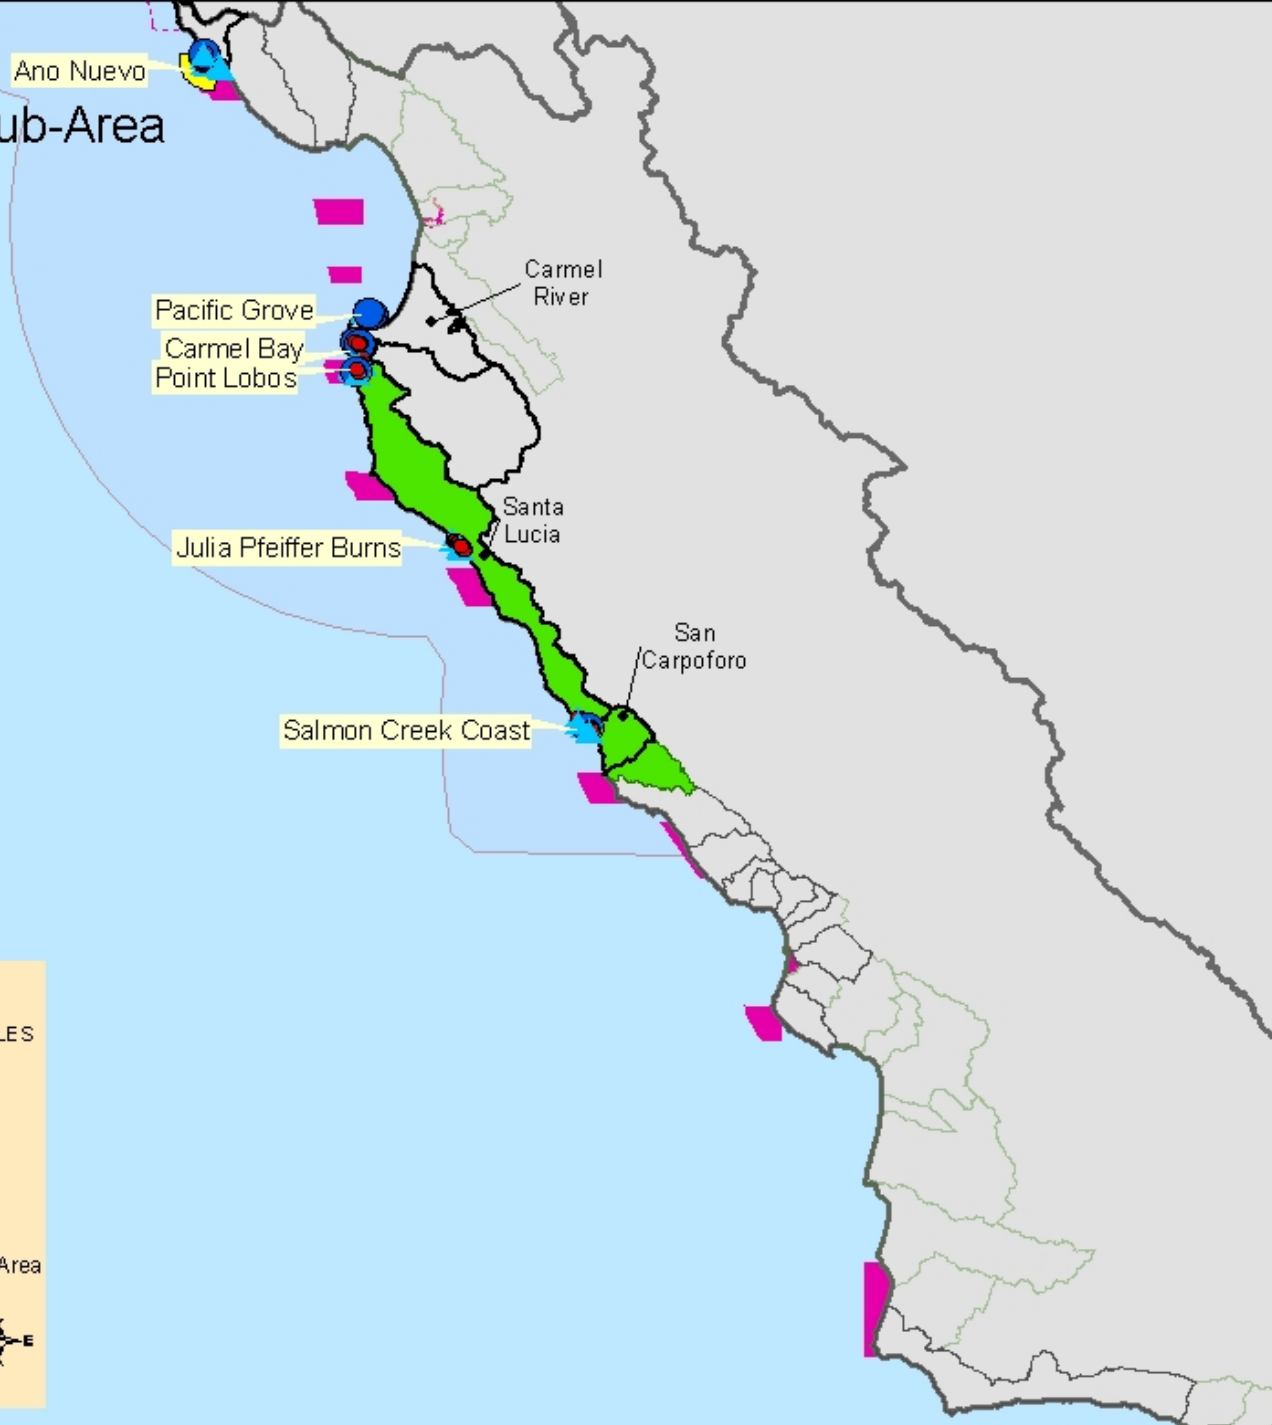 Ano Nuevo
ub-Area
Carmel
River
Pacific Grove
Carmel Bay
Point Lobos
Santa
Lucia
Julia Pfeiffer Burns
San
Carpoforo
Salmon Creek Coast
LES
Area
E